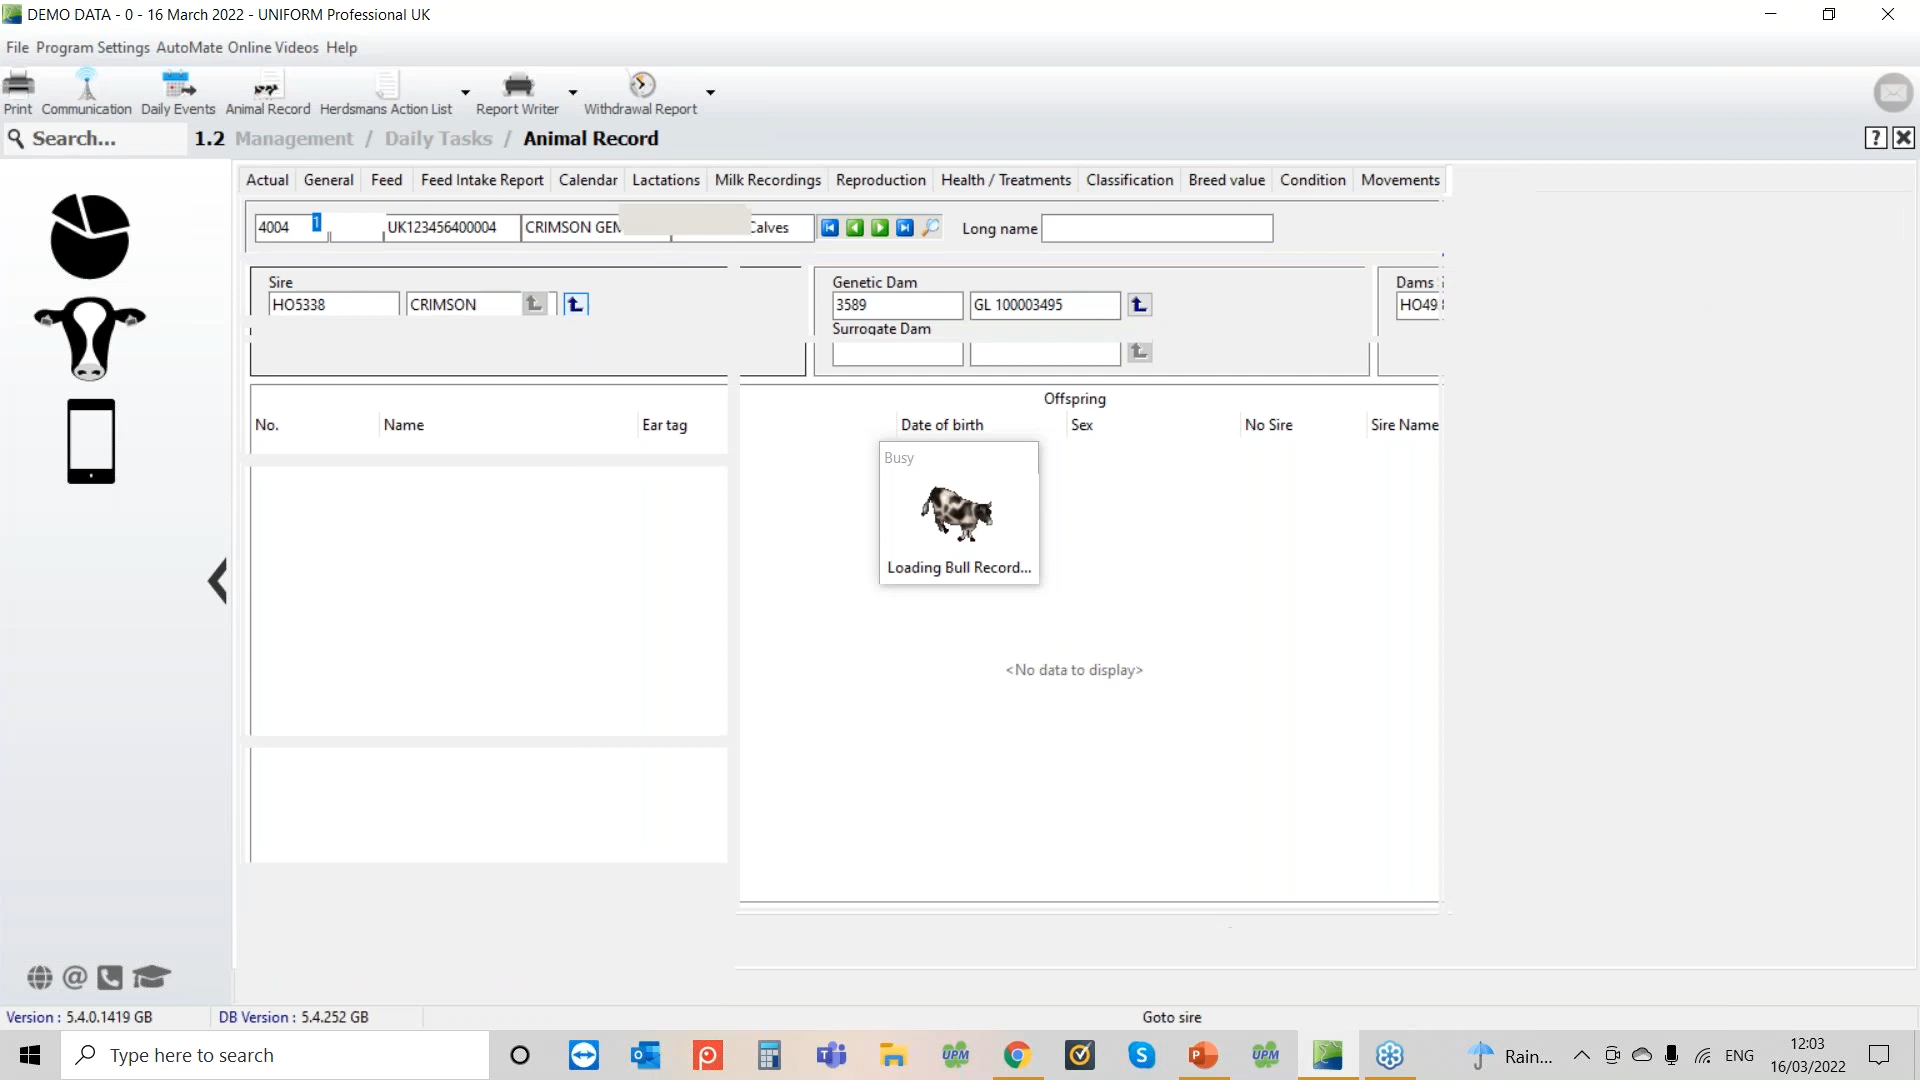 DEMO DATA - 0 - 16 March 2022 - UNIFORM Professional UK
File Program Settings AutoMate Online Videos Help
Print Communication Daily Events Animal Record Herdsmans Action List Report Writer Withdrawal Report
Search... 1.2 Management / Daily Tasks / Animal Record
Actual General Feed Feed Intake Report Calendar Lactations Milk Recordings Reproduction Health / Treatments Classification Breed value Condition Movements
4004 1 UK123456400004 CRIMSON GEM Calves Long name
Sire Genetic Dam Dams
HO5338 CRIMSON 3589 GL 100003495 HO49
Surrogate Dam
Offspring
No. Name Ear tag Date of birth Sex No Sire Sire Name
Busy
Loading Bull Record...
<No data to display>
Version : 5.4.0.1419 GB DB Version : 5.4.252 GB Goto sire
Type here to search UPM UPM Rain... ENG 12:03
16/03/2022